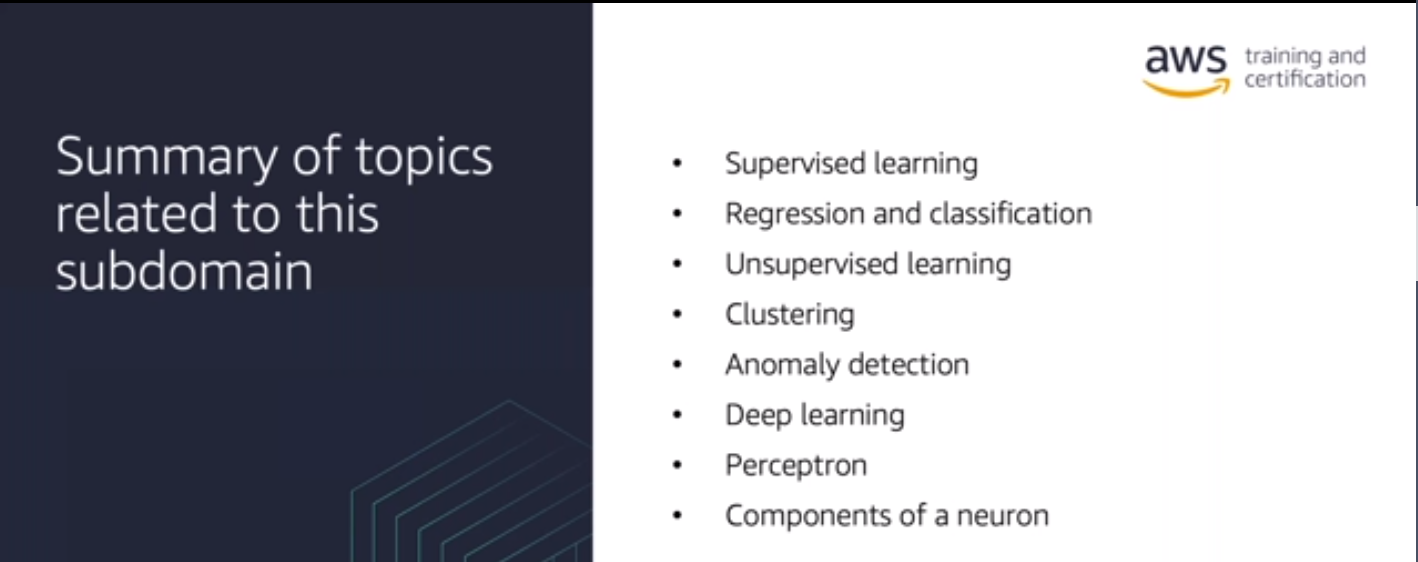 Summary of topics
related to this
subdomain
aws training and
certification
• Supervised learning
• Regression and classification
• Unsupervised learning
• Clustering
• Anomaly detection
• Deep learning
• Perceptron
• Components of a neuron